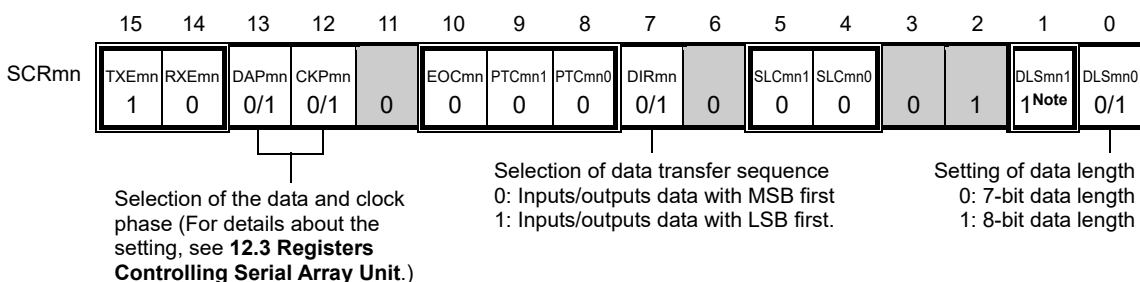 15 14 13 12 11 10 9 8 7 6 5 4 3 2 1 0
SCRmn
TXEmn RXEmn DAPmn CKPmn EOCmn PTCmn1 PTCmn0 DIRmn SLCmn1 SLCmn0 DLSmn1 DLSmn0
1 0 0/1 0/1 0 0 0 0 0/1 0 0 0 0 1 1 Note 0/1
Selection of the data and clock
phase (For details about the
setting, see 12.3 Registers
Controlling Serial Array Unit.)
Selection of data transfer sequence
0: Inputs/outputs data with MSB first
1: Inputs/outputs data with LSB first.
Setting of data length
0: 7-bit data length
1: 8-bit data length